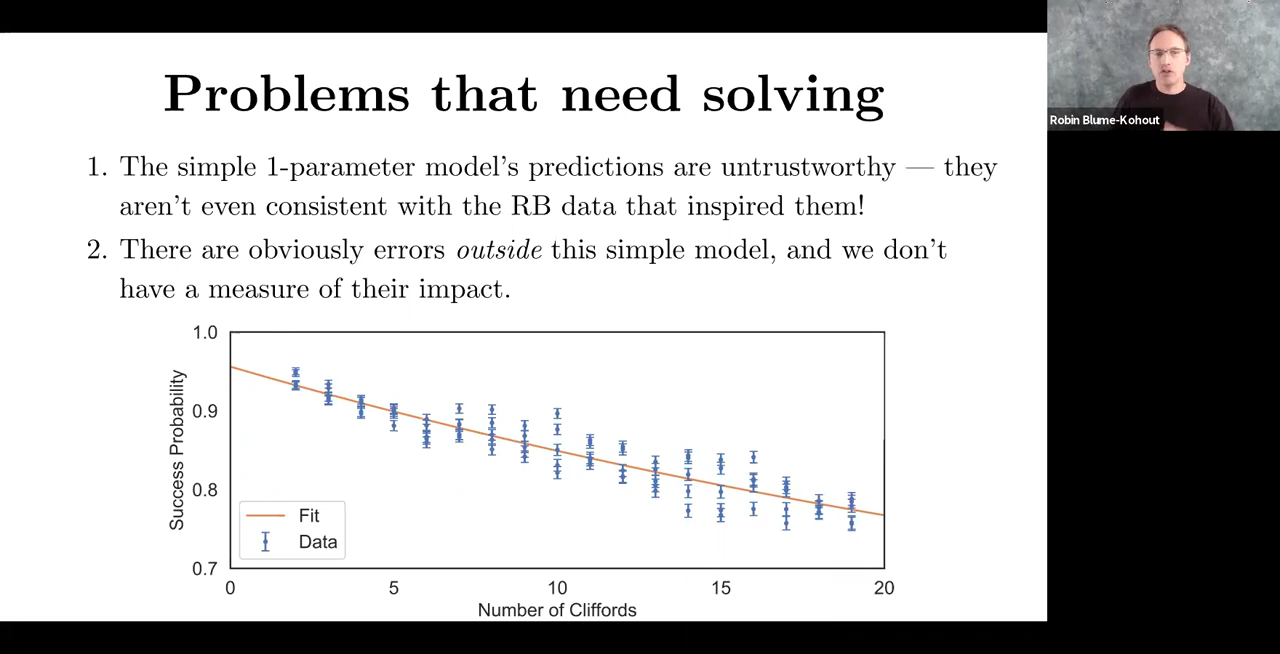 Problems that need solving
1. The simple 1-parameter model's predictions are untrustworthy — they
aren't even consistent with the RB data that inspired them!
2. There are obviously errors outside this simple model, and we don't
have a measure of their impact.
1.0
0.9
0.8
0.7
Success Probability
Fit
Data
0
5
10
15
20
Number of Cliffords
Robin Blume-Kohout